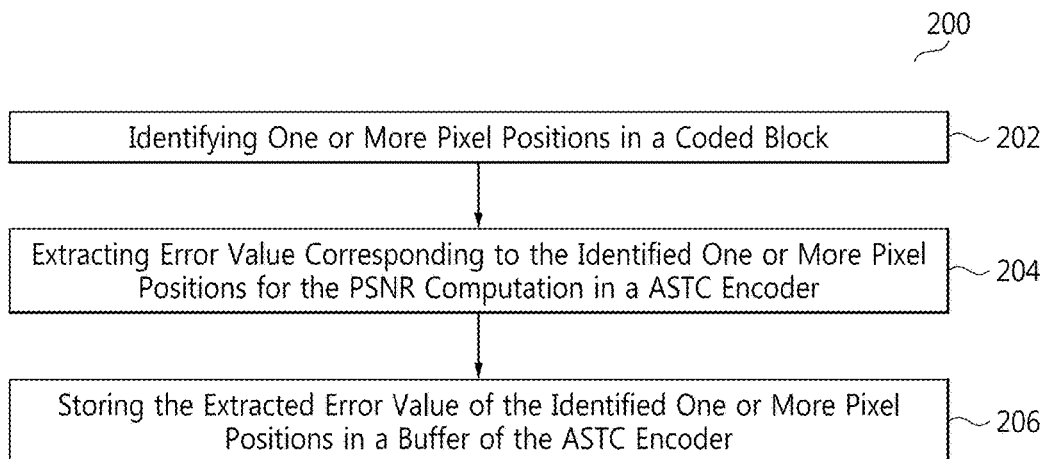 200
Identifying One or More Pixel Positions in a Coded Block
202
Extracting Error Value Corresponding to the Identified One or More Pixel
Positions for the PSNR Computation in a ASTC Encoder
204
Storing the Extracted Error Value of the Identified One or More Pixel
Positions in a Buffer of the ASTC Encoder
206